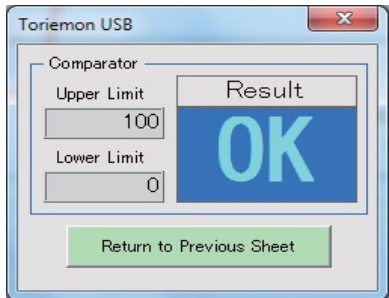 Toriemon USB
Comparator
Upper Limit
100
Lower Limit
0
Result
OK
Return to Previous Sheet